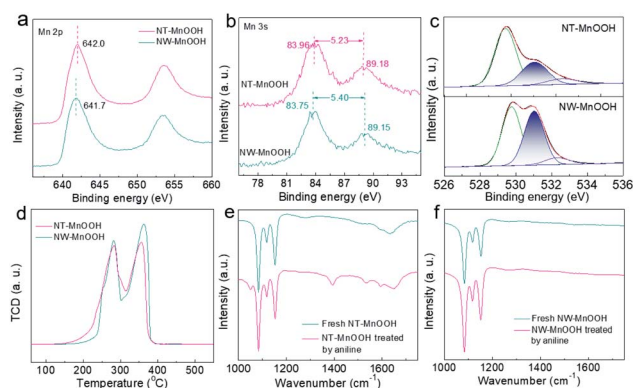 a
Mn 2p
NT-MnOOH
NW-MnOOH
642.0
641.7
Intensity (a. u.)
640 645 650 655 660
Binding energy (eV)
b
Mn 3s
5.23
83.96
89.18
NT-MnOOH
5.40
83.75
89.15
NW-MnOOH
Intensity (a. u.)
78 81 84 87 90 93
Binding energy (eV)
c
NT-MnOOH
NW-MnOOH
Intensity (a. u.)
526 528 530 532 534 536
Binding energy (eV)
d
NT-MnOOH
NW-MnOOH
TCD (a. u.)
100 200 300 400 500
Temperature (°C)
e
Fresh NT-MnOOH
NT-MnOOH treated
by aniline
Intensity (a. u.)
1000 1200 1400 1600
Wavenumber (cm⁻¹)
f
Fresh NW-MnOOH
NW-MnOOH treated
by aniline
Intensity (a. u.)
1000 1200 1400 1600
Wavenumber (cm⁻¹)